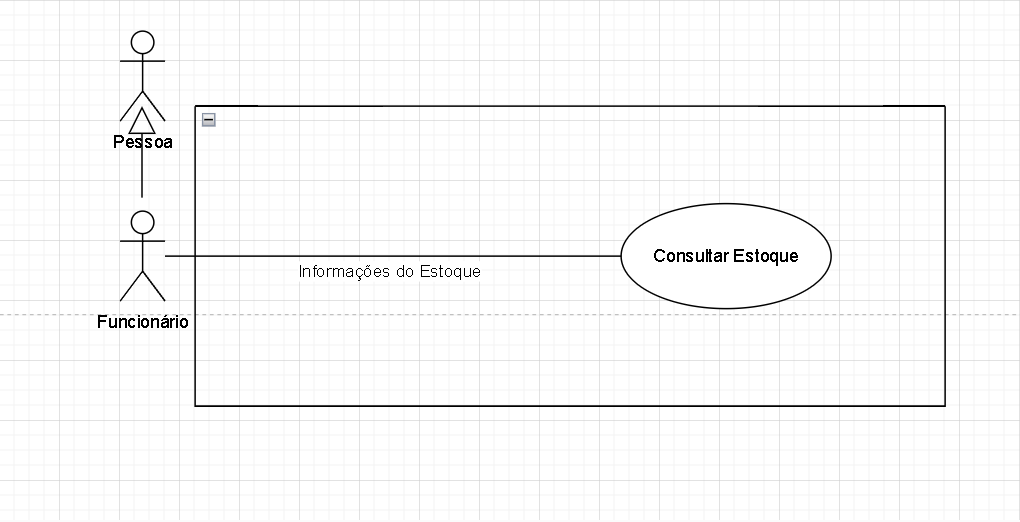 Pessoa
Informações do Estoque
Consultar Estoque
Funcionário